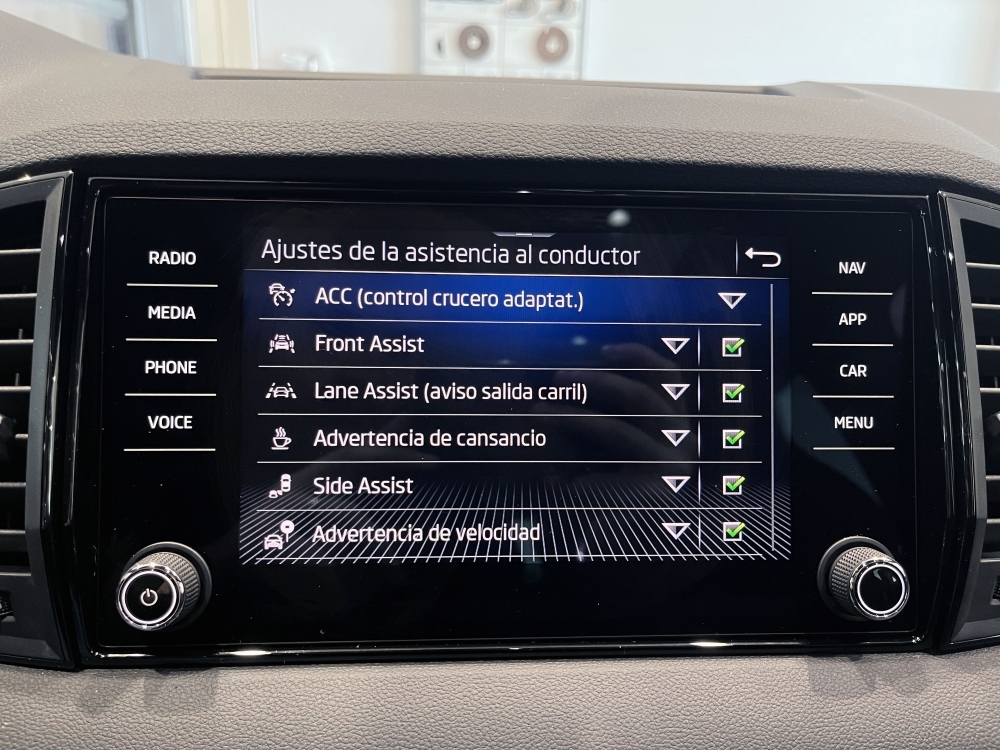 Ajustes de la asistencia al conductor
RADIO
MEDIA
PHONE
VOICE
ACC (control crucero adaptat.)
Front Assist
Lane Assist (aviso salida carril)
Advertencia de cansancio
Side Assist
Advertencia de velocidad
NAV
APP
CAR
MENU